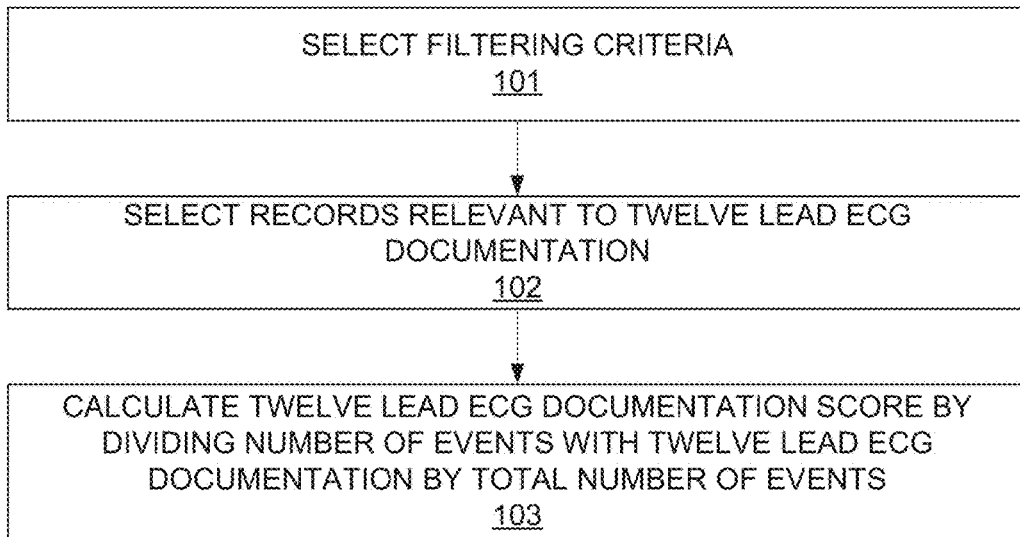 SELECT FILTERING CRITERIA
101
SELECT RECORDS RELEVANT TO TWELVE LEAD ECG
DOCUMENTATION
102
CALCULATE TWELVE LEAD ECG DOCUMENTATION SCORE BY
DIVIDING NUMBER OF EVENTS WITH TWELVE LEAD ECG
DOCUMENTATION BY TOTAL NUMBER OF EVENTS
103